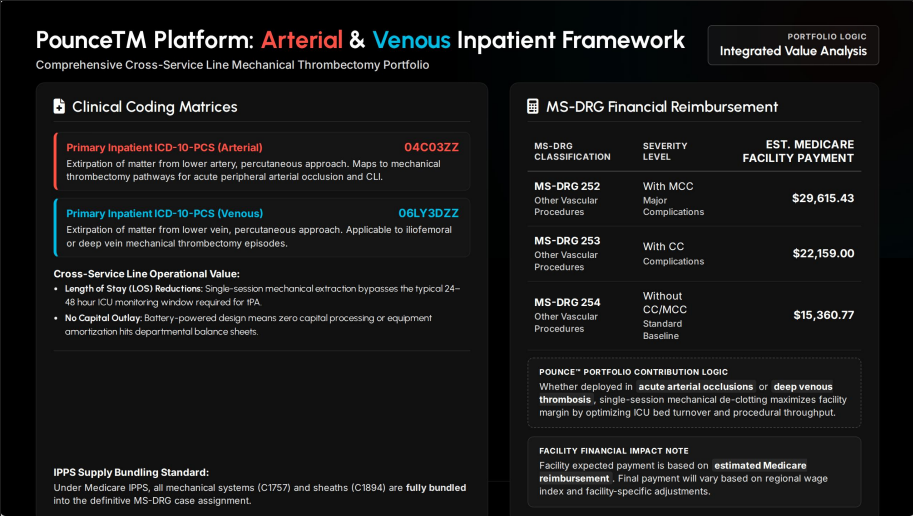 PounceTM Platform: Arterial & Venous Inpatient Framework
Comprehensive Cross-Service Line Mechanical Thrombectomy Portfolio
PORTFOLIO LOGIC
Integrated Value Analysis
Clinical Coding Matrices
Primary Inpatient ICD-10-PCS (Arterial) 04C03ZZ
Extirpation of matter from lower artery, percutaneous approach. Maps to mechanical
thrombectomy pathways for acute peripheral arterial occlusion and CLI.
Primary Inpatient ICD-10-PCS (Venous) 06LY3DZZ
Extirpation of matter from lower vein, percutaneous approach. Applicable to iliofemoral
or deep vein mechanical thrombectomy episodes.
Cross-Service Line Operational Value:
• Length of Stay (LOS) Reductions: Single-session mechanical extraction bypasses the typical 24–
48 hour ICU monitoring window required for tPA.
• No Capital Outlay: Battery-powered design means zero capital processing or equipment
amortization hits departmental balance sheets.
IPPS Supply Bundling Standard:
Under Medicare IPPS, all mechanical systems (C1757) and sheaths (C1894) are fully bundled
into the definitive MS-DRG case assignment.
MS-DRG Financial Reimbursement
MS-DRG CLASSIFICATION
SEVERITY LEVEL
EST. MEDICARE FACILITY PAYMENT
MS-DRG 252
Other Vascular
Procedures
With MCC
Major
Complications
$29,615.43
MS-DRG 253
Other Vascular
Procedures
With CC
Complications
$22,159.00
MS-DRG 254
Other Vascular
Procedures
Without
CC/MCC
Standard
Baseline
$15,360.77
POUNCE™ PORTFOLIO CONTRIBUTION LOGIC
Whether deployed in acute arterial occlusions or deep venous
thrombosis , single-session mechanical de-clotting maximizes facility
margin by optimizing ICU bed turnover and procedural throughput.
FACILITY FINANCIAL IMPACT NOTE
Facility expected payment is based on estimated Medicare
reimbursement . Final payment will vary based on regional wage
index and facility-specific adjustments.